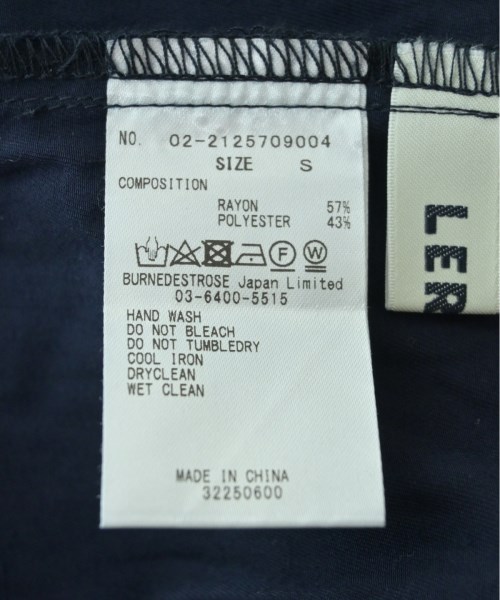 NO. 02-2125709004
SIZE S
COMPOSITION
RAYON 57%
POLYESTER 43%
F W
BURNEDESTROSE Japan Limited
03-6400-5515
HAND WASH
DO NOT BLEACH
DO NOT TUMBLEDRY
COOL IRON
DRYCLEAN
WET CLEAN
MADE IN CHINA
32250600
LER